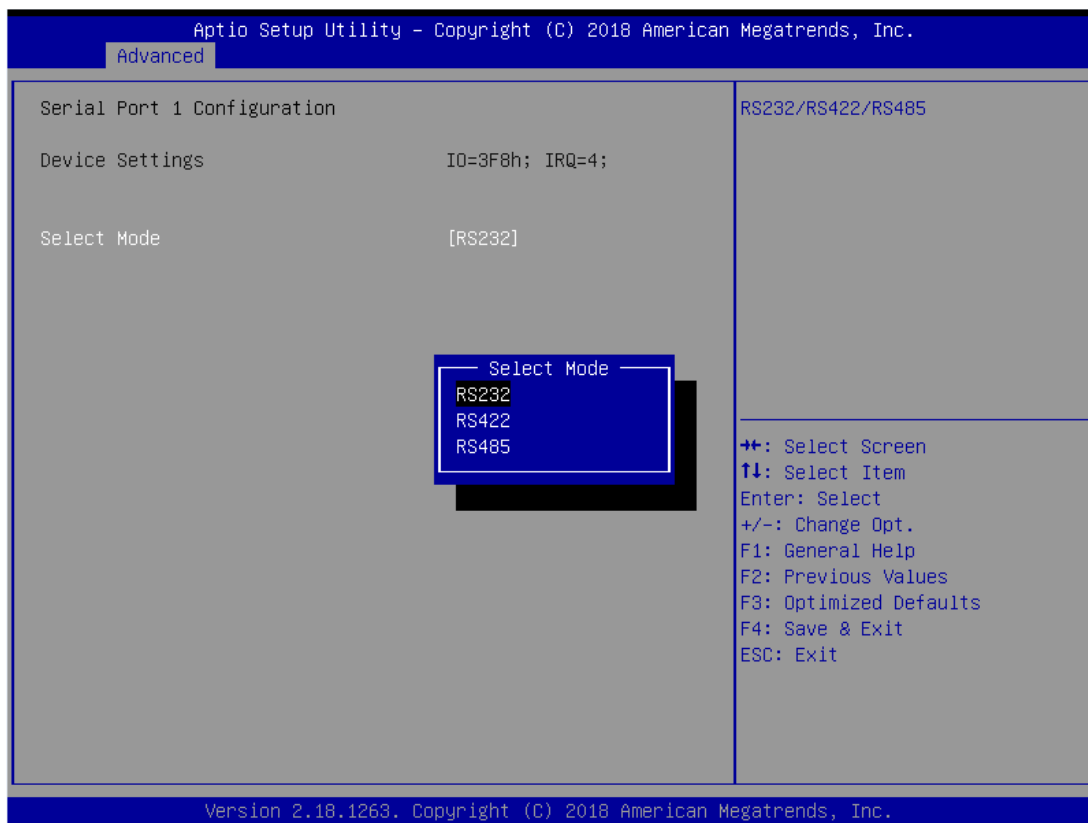 Aptio Setup Utility – Copyright (C) 2018 American Megatrends, Inc.
Advanced
Serial Port 1 Configuration
Device Settings IO=3F8h; IRQ=4;
Select Mode [RS232]
Select Mode
RS232
RS422
RS485
RS232/RS422/RS485
→←: Select Screen
↑↓: Select Item
Enter: Select
+/-: Change Opt.
F1: General Help
F2: Previous Values
F3: Optimized Defaults
F4: Save & Exit
ESC: Exit
Version 2.18.1263. Copyright (C) 2018 American Megatrends, Inc.